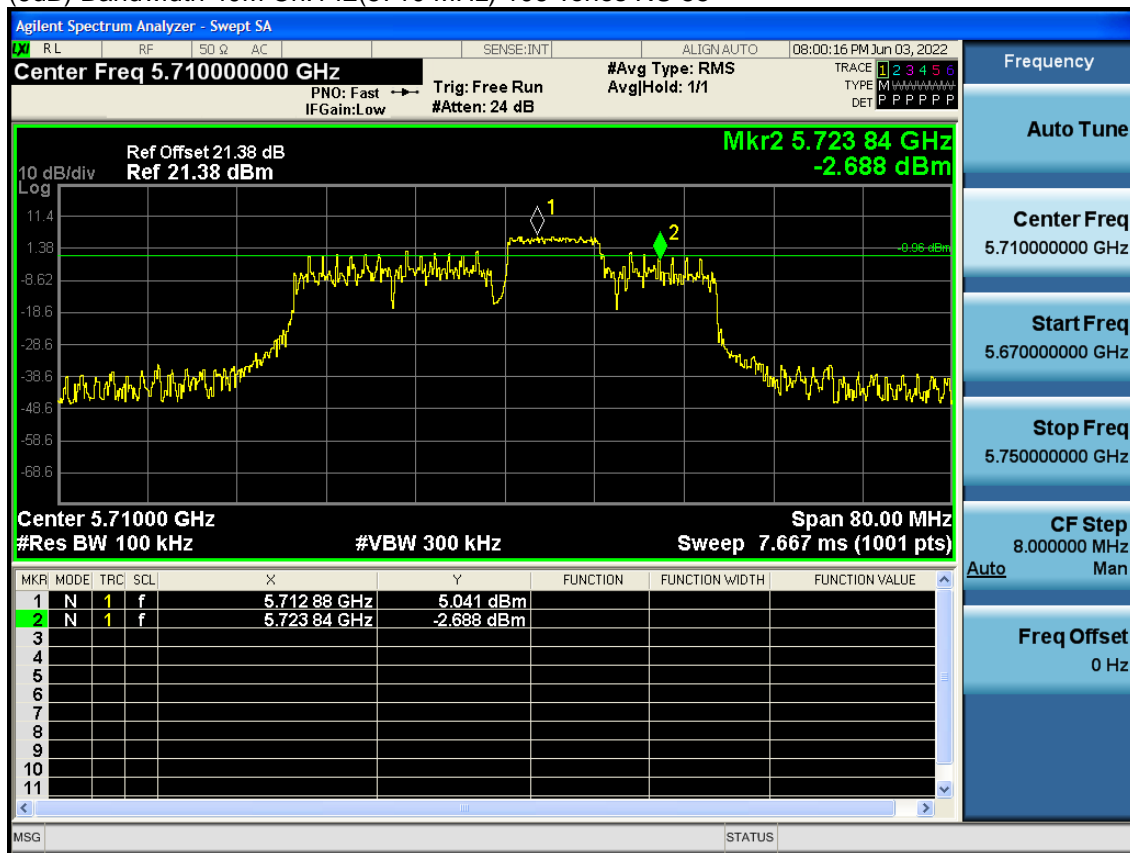 Agilent Spectrum Analyzer - Swept SA
LXI RL RF 50 Ω AC SENSE:INT ALIGN AUTO 08:00:16 PM Jun 03, 2022
Center Freq 5.710000000 GHz #Avg Type: RMS TRACE 1 2 3 4 5 6
PNO: Fast Trig: Free Run Avg|Hold: 1/1 TYPE M WWWWW
IFGain:Low #Atten: 24 dB DET P P P P P P
Mkr2 5.723 84 GHz
Ref Offset 21.38 dB
10 dB/div Ref 21.38 dBm -2.688 dBm
Log
11.4
1
1.38
2
-0.96 dBm
-8.62
-18.6
-28.6
-38.6
-48.6
-58.6
-68.6
Center 5.71000 GHz Span 80.00 MHz
#Res BW 100 kHz #VBW 300 kHz Sweep 7.667 ms (1001 pts)
MKR MODE TRC SCL X Y FUNCTION FUNCTION WIDTH FUNCTION VALUE
1 N 1 f 5.712 88 GHz 5.041 dBm
2 N 1 f 5.723 84 GHz -2.688 dBm
3
4
5
6
7
8
9
10
11
MSG STATUS
Frequency
Auto Tune
Center Freq
5.710000000 GHz
Start Freq
5.670000000 GHz
Stop Freq
5.750000000 GHz
CF Step
8.000000 MHz
Auto Man
Freq Offset
0 Hz